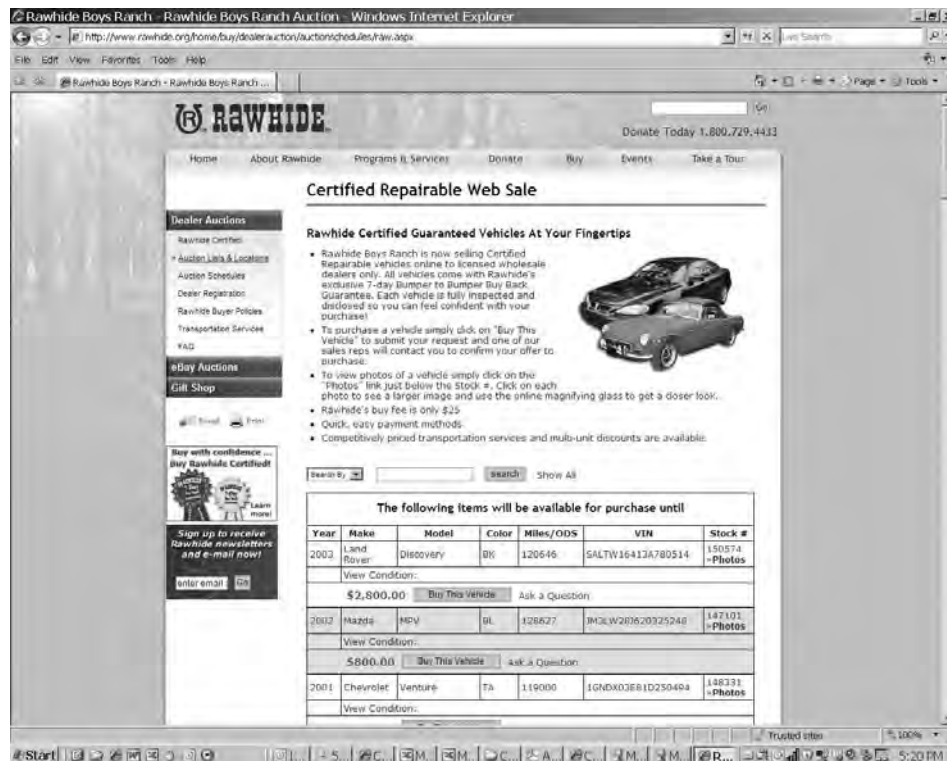 Rawhide Boys Ranch - Rawhide Boys Ranch Auction - Windows Internet Explorer
http://www.rawhide.org/home/buy/dealerauction/auctionschedules/raw.aspx
Live Search
File Edit View Favorites Tools Help
Rawhide Boys Ranch - Rawhide Boys Ranch ...
Page Tools
RAWHIDE
Go
Donate Today 1.800.729.4433
Home About Rawhide Programs & Services Donate Buy Events Take a Tour
Certified Repairable Web Sale
Dealer Auctions
Rawhide Certified
Auction Lists & Locations
Auction Schedules
Dealer Registration
Rawhide Buyer Policies
Transportation Services
FAQ
eBay Auctions
Gift Shop
Email Print
Buy with confidence ...
Buy Rawhide Certified!
Learn
more!
Sign up to receive
Rawhide newsletters
and e-mail now!
enter email Go
Rawhide Certified Guaranteed Vehicles At Your Fingertips
• Rawhide Boys Ranch is now selling Certified
Repairable vehicles online to licensed wholesale
dealers only. All vehicles come with Rawhide's
exclusive 7-day Bumper to Bumper Buy Back
Guarantee. Each vehicle is fully inspected and
disclosed so you can feel confident with your
purchase!
• To purchase a vehicle simply click on "Buy This
Vehicle" to submit your request and one of our
sales reps will contact you to confirm your offer to
purchase.
• To view photos of a vehicle simply click on the
"Photos" link just below the Stock #. Click on each
photo to see a larger image and use the online magnifying glass to get a closer look.
• Rawhide's buy fee is only $25
• Quick, easy payment methods
• Competitively priced transportation services and multi-unit discounts are available.
Search By search Show All
The following items will be available for purchase until
Year Make Model Color Miles/ODS VIN Stock #
2003 Land Rover Discovery BK 120646 SALTW16413A780514 150574 »Photos
View Condition:
$2,800.00 Buy This Vehicle Ask a Question
2002 Mazda MPV BL 128627 147101 »Photos
View Condition:
$800.00 Buy This Vehicle Ask a Question
2001 Chevrolet Venture TA 119000 1GNDX03E81D250494 148331 »Photos
View Condition:
Trusted sites 100%
Start 5:20 PM